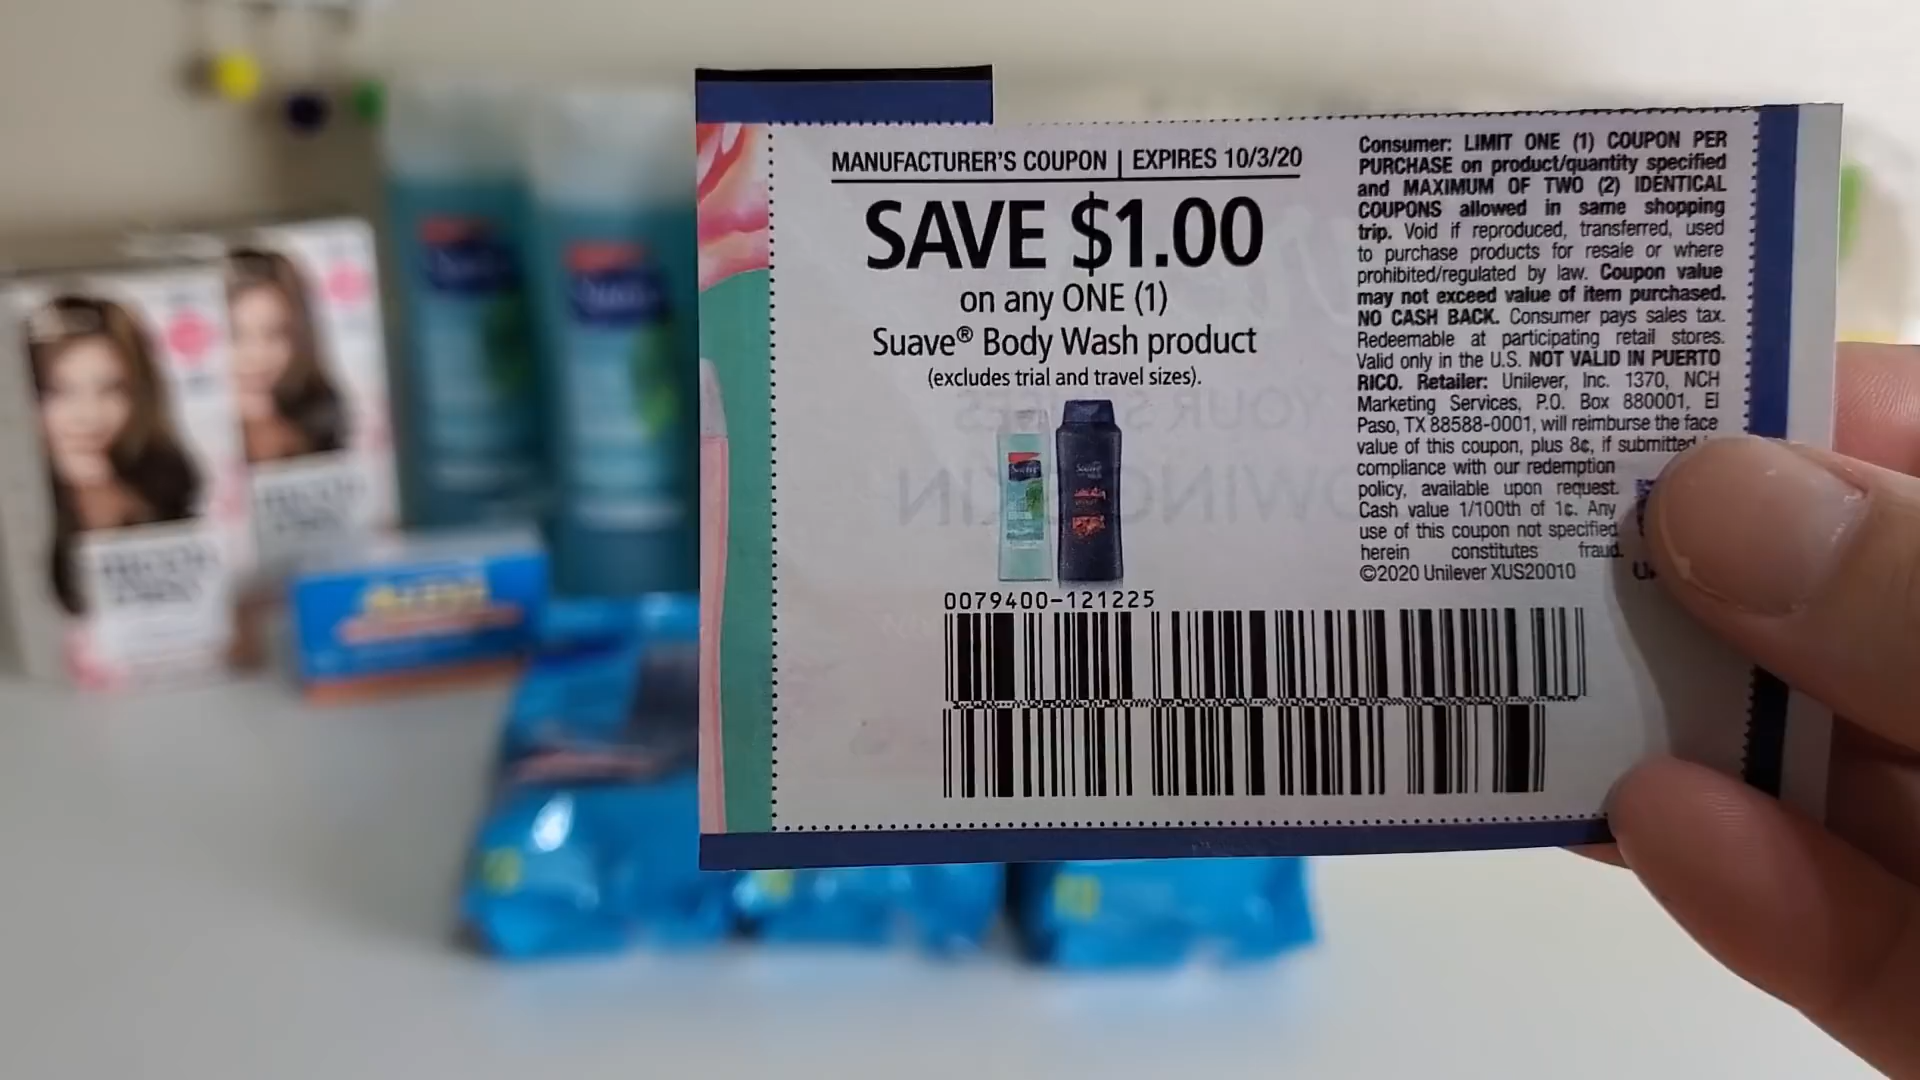 MANUFACTURER'S COUPON | EXPIRES 10/3/20
SAVE $1.00
on any ONE (1)
Suave® Body Wash product
(excludes trial and travel sizes).
0079400-121225
Consumer: LIMIT ONE (1) COUPON PER
PURCHASE on product/quantity specified
and MAXIMUM OF TWO (2) IDENTICAL
COUPONS allowed in same shopping
trip. Void if reproduced, transferred, used
to purchase products for resale or where
prohibited/regulated by law. Coupon value
may not exceed value of item purchased.
NO CASH BACK. Consumer pays sales tax.
Redeemable at participating retail stores.
Valid only in the U.S. NOT VALID IN PUERTO
RICO. Retailer: Unilever, Inc. 1370, NCH
Marketing Services, P.O. Box 880001, El
Paso, TX 88588-0001, will reimburse the face
value of this coupon, plus 8¢, if submitted
compliance with our redemption
policy, available upon request.
Cash value 1/100th of 1¢. Any
use of this coupon not specified
herein constitutes fraud.
©2020 Unilever XUS20010